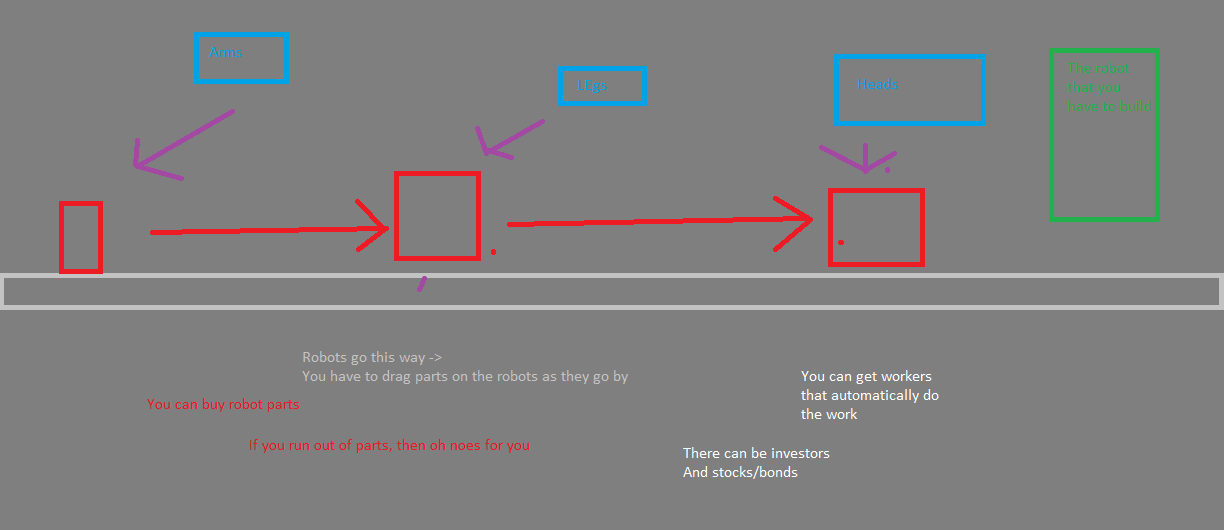 Arms
LEgs
Heads
The robot
that you
have to build
Robots go this way ->
You have to drag parts on the robots as they go by
You can buy robot parts
If you run out of parts, then oh noes for you
You can get workers
that automatically do
the work
There can be investors
And stocks/bonds